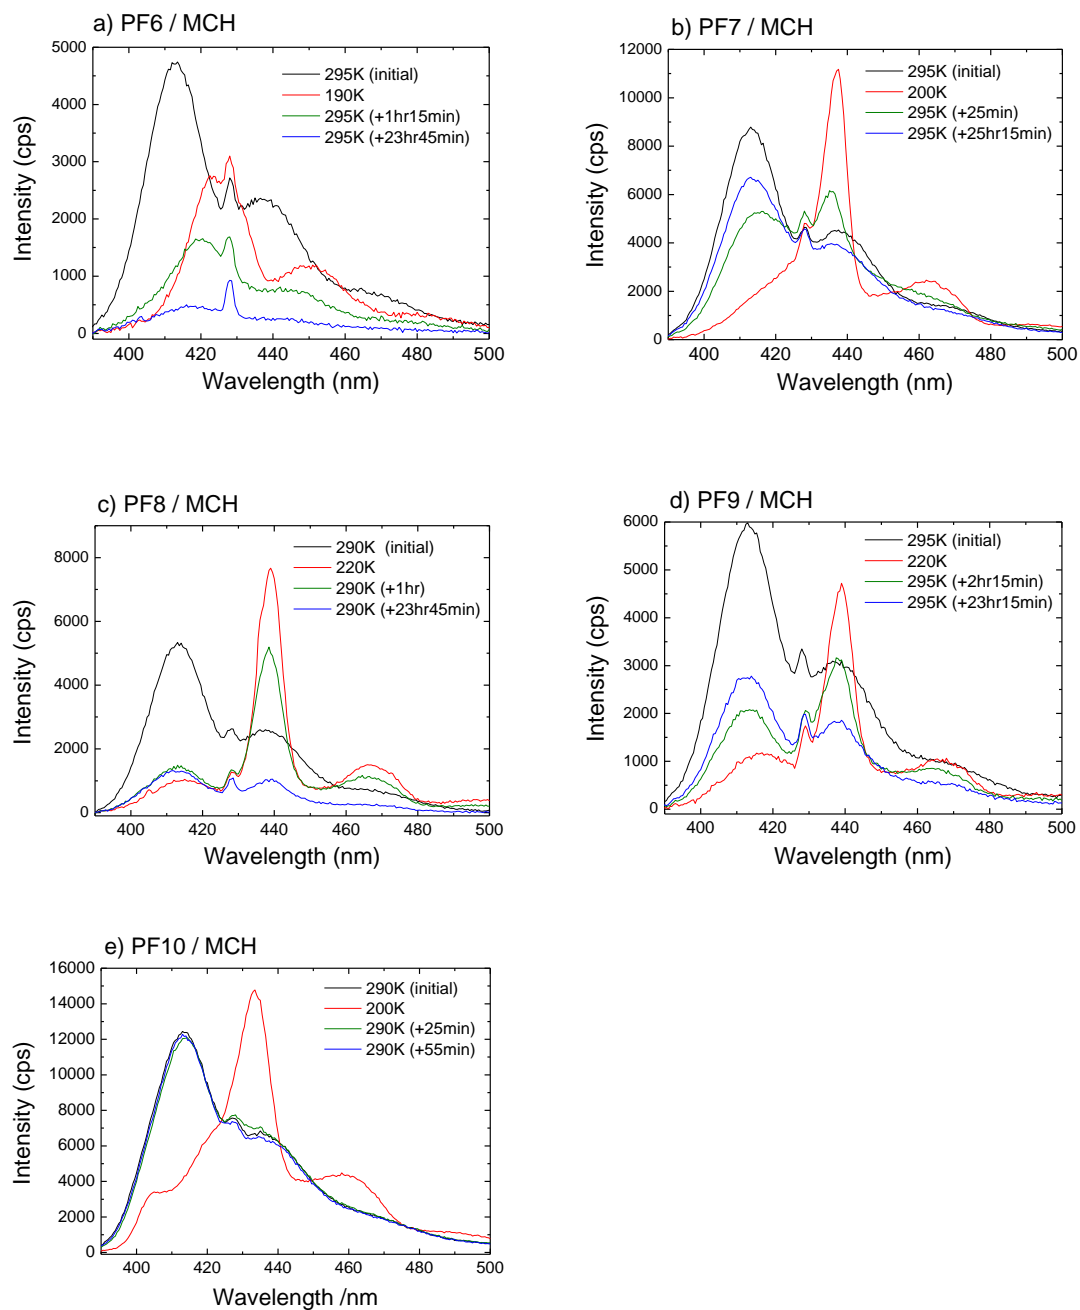 a) PF6 / MCH
5000
4000
3000
2000
1000
0
Intensity (cps)
295K (initial)
190K
295K (+1hr15min)
295K (+23hr45min)
400 420 440 460 480 500
Wavelength (nm)
b) PF7 / MCH
12000
10000
8000
6000
4000
2000
0
Intensity (cps)
295K (initial)
200K
295K (+25min)
295K (+25hr15min)
400 420 440 460 480 500
Wavelength (nm)
c) PF8 / MCH
8000
6000
4000
2000
0
Intensity (cps)
290K (initial)
220K
290K (+1hr)
290K (+23hr45min)
400 420 440 460 480 500
Wavelength (nm)
d) PF9 / MCH
6000
5000
4000
3000
2000
1000
0
Intensity (cps)
295K (initial)
220K
295K (+2hr15min)
295K (+23hr15min)
400 420 440 460 480 500
Wavelength (nm)
e) PF10 / MCH
16000
14000
12000
10000
8000
6000
4000
2000
0
Intensity (cps)
290K (initial)
200K
290K (+25min)
290K (+55min)
400 420 440 460 480 500
Wavelength /nm